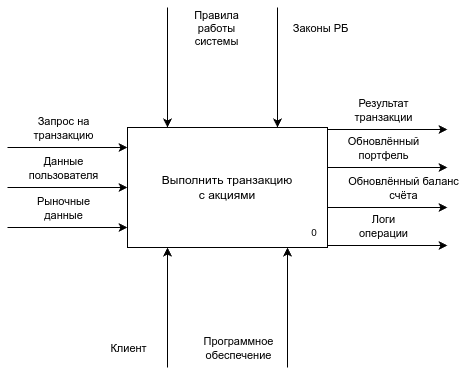 Правила
работы
системы
Законы РБ
Запрос на
транзакцию
Данные
пользователя
Рыночные
данные
Выполнить транзакцию
с акциями
0
Результат
транзакции
Обновлённый
портфель
Обновлённый баланс
счёта
Логи
операции
Клиент
Программное
обеспечение